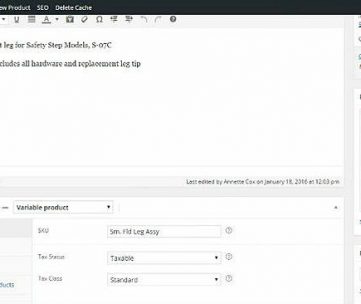 ew Product SEO Delete Cache
t leg for Safety Step Models, S-07C
cludes all hardware and replacement leg tip
Last edited by Annette Cox on January 18, 2016 at 12:03 pm
— Variable product
SKU Sm. Fld Leg Assy
Tax Status Taxable
Tax Class Standard
ducts